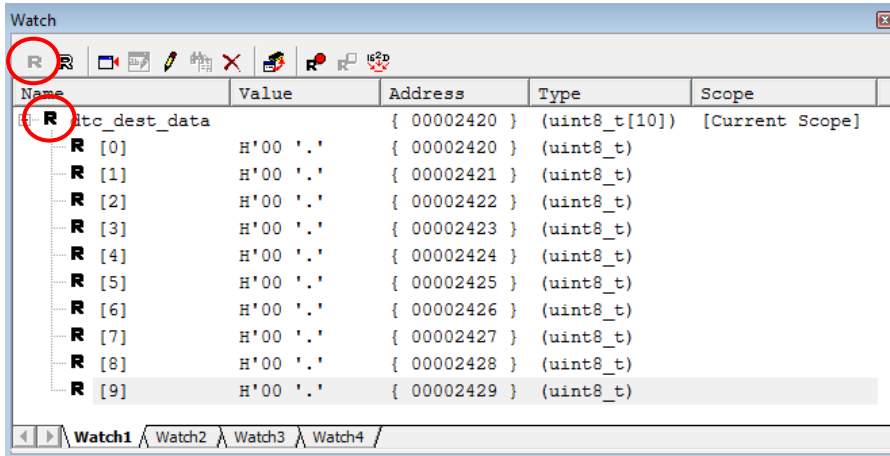 Watch
R R R R 16 2 D
Name Value Address Type Scope
R dtc_dest_data { 00002420 } (uint8_t[10]) [Current Scope]
R [0] H'00 '.' { 00002420 } (uint8_t)
R [1] H'00 '.' { 00002421 } (uint8_t)
R [2] H'00 '.' { 00002422 } (uint8_t)
R [3] H'00 '.' { 00002423 } (uint8_t)
R [4] H'00 '.' { 00002424 } (uint8_t)
R [5] H'00 '.' { 00002425 } (uint8_t)
R [6] H'00 '.' { 00002426 } (uint8_t)
R [7] H'00 '.' { 00002427 } (uint8_t)
R [8] H'00 '.' { 00002428 } (uint8_t)
R [9] H'00 '.' { 00002429 } (uint8_t)
Watch1 Watch2 Watch3 Watch4